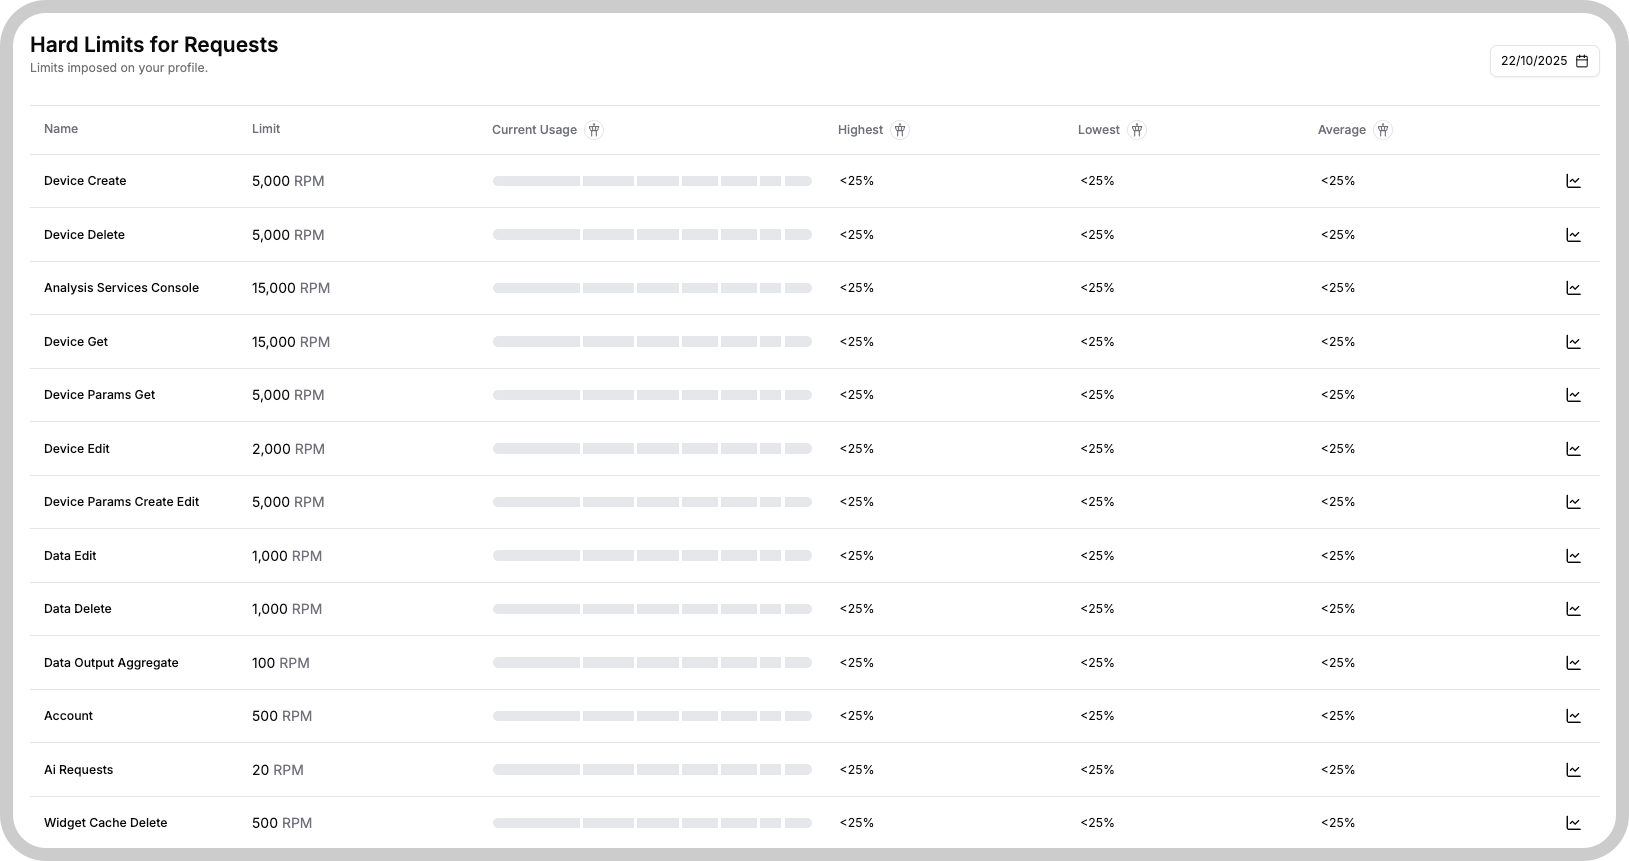 Hard Limits for Requests
Limits imposed on your profile.
22/10/2025
Name Limit Current Usage Highest Lowest Average
Device Create 5,000 RPM <25% <25% <25%
Device Delete 5,000 RPM <25% <25% <25%
Analysis Services Console 15,000 RPM <25% <25% <25%
Device Get 15,000 RPM <25% <25% <25%
Device Params Get 5,000 RPM <25% <25% <25%
Device Edit 2,000 RPM <25% <25% <25%
Device Params Create Edit 5,000 RPM <25% <25% <25%
Data Edit 1,000 RPM <25% <25% <25%
Data Delete 1,000 RPM <25% <25% <25%
Data Output Aggregate 100 RPM <25% <25% <25%
Account 500 RPM <25% <25% <25%
Ai Requests 20 RPM <25% <25% <25%
Widget Cache Delete 500 RPM <25% <25% <25%